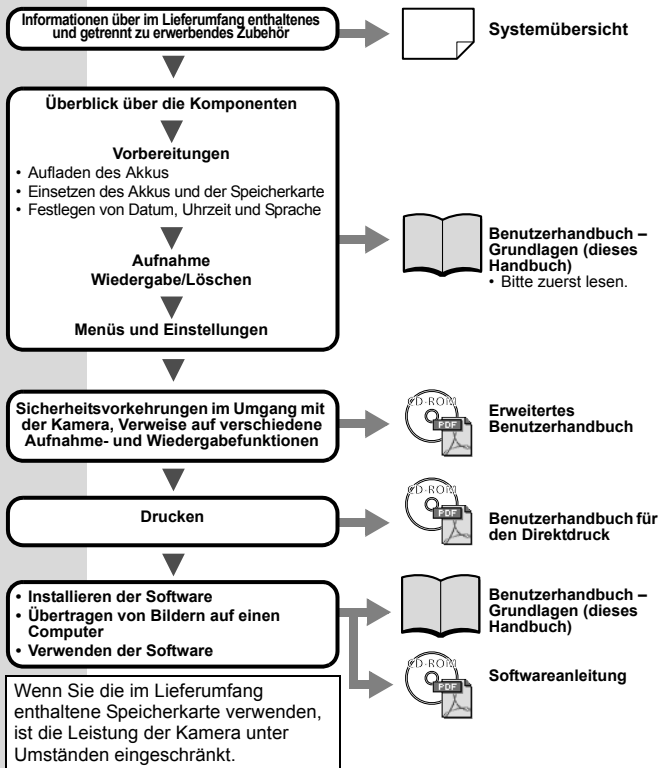 Informationen über im Lieferumfang enthaltenes
und getrennt zu erwerbendes Zubehör
Systemübersicht
Überblick über die Komponenten
Vorbereitungen
• Aufladen des Akkus
• Einsetzen des Akkus und der Speicherkarte
• Festlegen von Datum, Uhrzeit und Sprache
Aufnahme
Wiedergabe/Löschen
Menüs und Einstellungen
Benutzerhandbuch –
Grundlagen (dieses
Handbuch)
• Bitte zuerst lesen.
Sicherheitsvorkehrungen im Umgang mit
der Kamera, Verweise auf verschiedene
Aufnahme- und Wiedergabefunktionen
CD-ROM
PDF
Erweitertes
Benutzerhandbuch
Drucken
CD-ROM
PDF
Benutzerhandbuch für
den Direktdruck
• Installieren der Software
• Übertragen von Bildern auf einen
Computer
• Verwenden der Software
Benutzerhandbuch –
Grundlagen (dieses
Handbuch)
CD-ROM
PDF
Softwareanleitung
Wenn Sie die im Lieferumfang
enthaltene Speicherkarte verwenden,
ist die Leistung der Kamera unter
Umständen eingeschränkt.